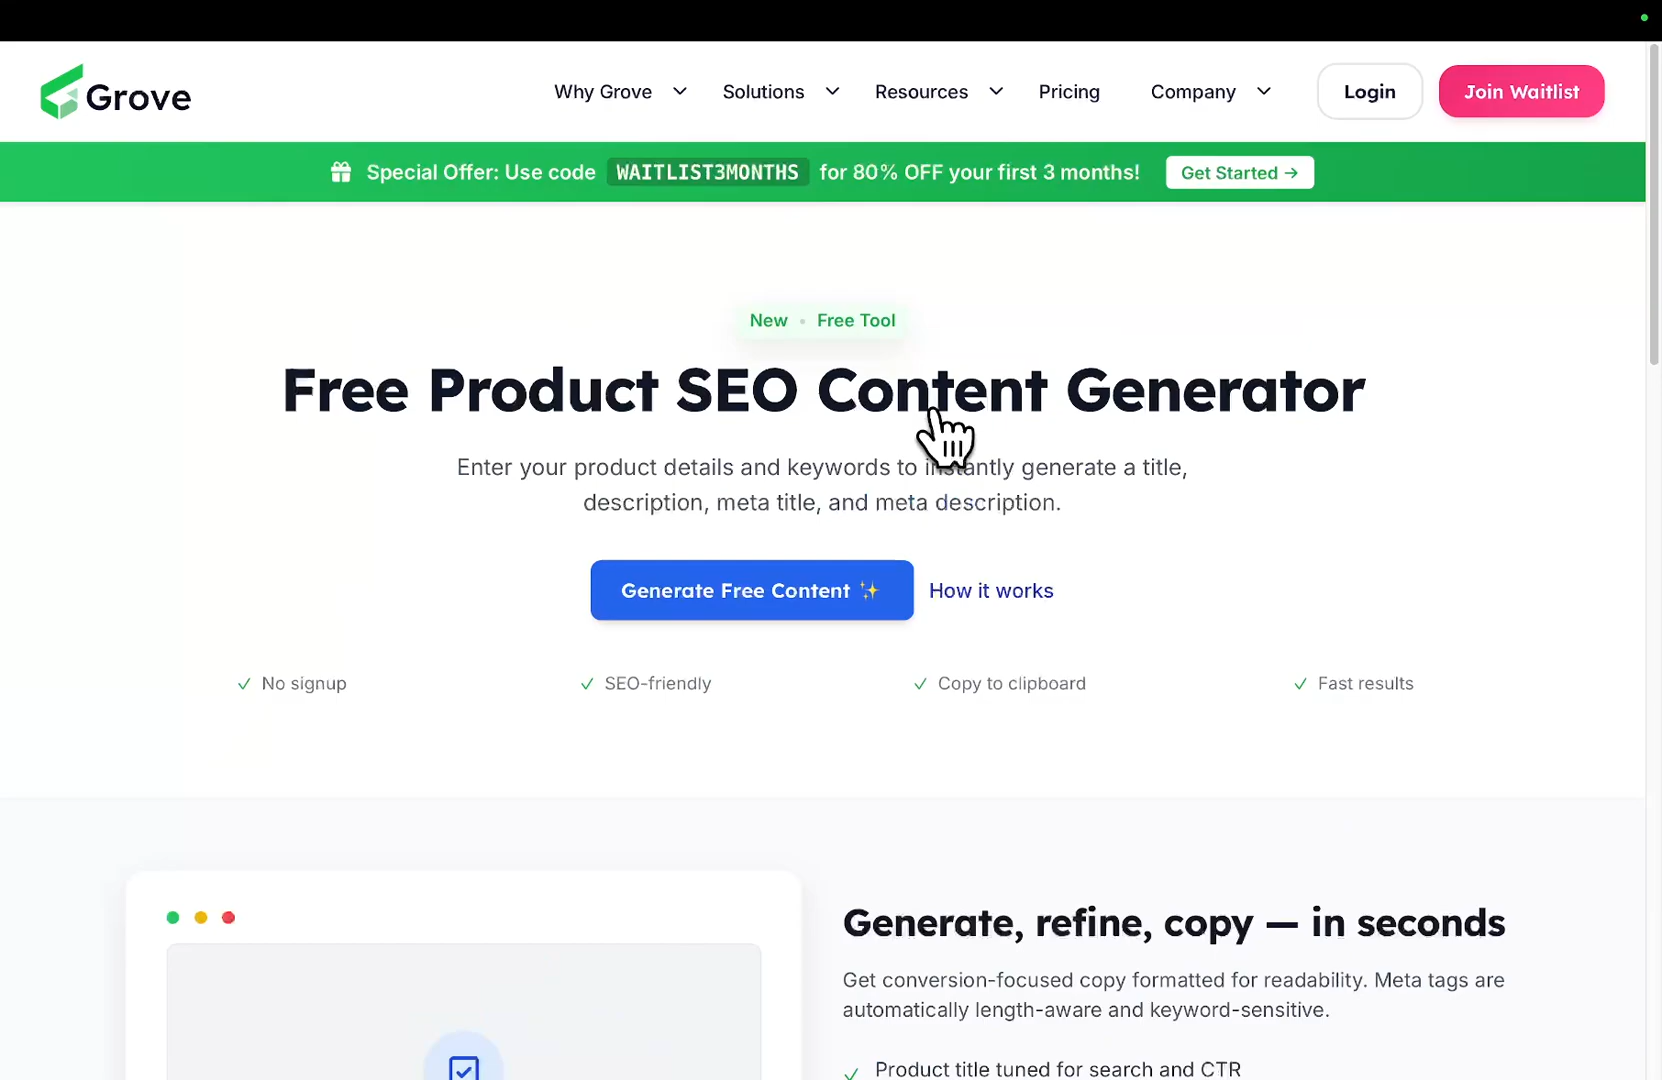 Grove
Why Grove
Solutions
Resources
Pricing
Company
Login
Join Waitlist
Special Offer: Use code WAITLIST3MONTHS for 80% OFF your first 3 months! Get Started →
New • Free Tool
Free Product SEO Content Generator
Enter your product details and keywords to instantly generate a title,
description, meta title, and meta description.
Generate Free Content ✨
How it works
✓ No signup
✓ SEO-friendly
✓ Copy to clipboard
✓ Fast results
Generate, refine, copy — in seconds
Get conversion-focused copy formatted for readability. Meta tags are
automatically length-aware and keyword-sensitive.
✓ Product title tuned for search and CTR